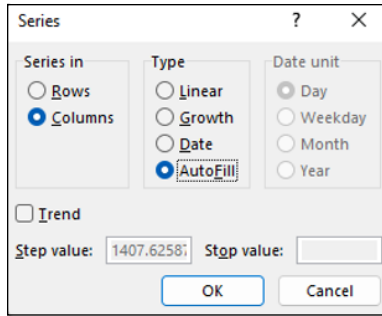 Series ? ✕
Series in Type Date unit
Rows Linear Day
Columns Growth Weekday
Date Month
AutoFill Year
Trend
Step value: 1407.62587 Stop value:
OK Cancel